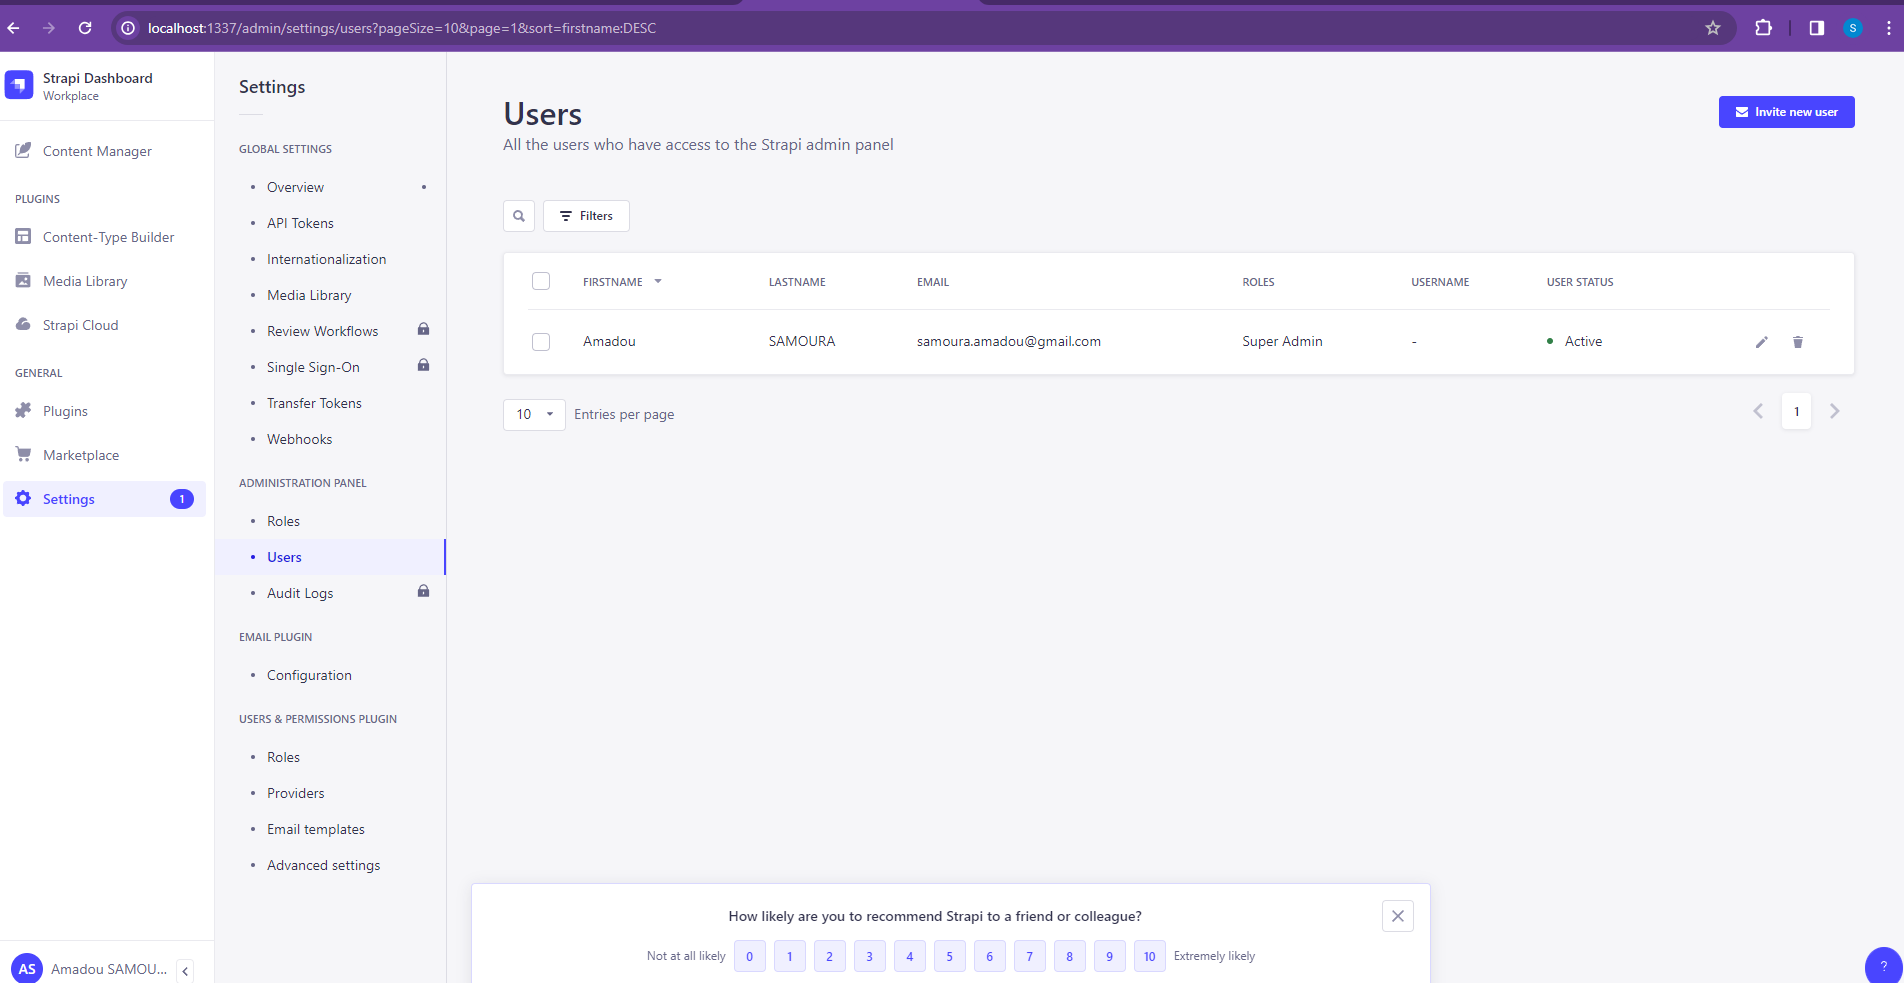 localhost:1337/admin/settings/users?pageSize=10&page=1&sort=firstname:DESC
S
Strapi Dashboard
Workplace
Content Manager
PLUGINS
Content-Type Builder
Media Library
Strapi Cloud
GENERAL
Plugins
Marketplace
Settings 1
AS Amadou SAMOU...
Settings
GLOBAL SETTINGS
Overview
API Tokens
Internationalization
Media Library
Review Workflows
Single Sign-On
Transfer Tokens
Webhooks
ADMINISTRATION PANEL
Roles
Users
Audit Logs
EMAIL PLUGIN
Configuration
USERS & PERMISSIONS PLUGIN
Roles
Providers
Email templates
Advanced settings
Users
All the users who have access to the Strapi admin panel
Invite new user
Filters
FIRSTNAME LASTNAME EMAIL ROLES USERNAME USER STATUS
Amadou SAMOURA samoura.amadou@gmail.com Super Admin - Active
10 Entries per page 1
How likely are you to recommend Strapi to a friend or colleague?
Not at all likely 0 1 2 3 4 5 6 7 8 9 10 Extremely likely
?